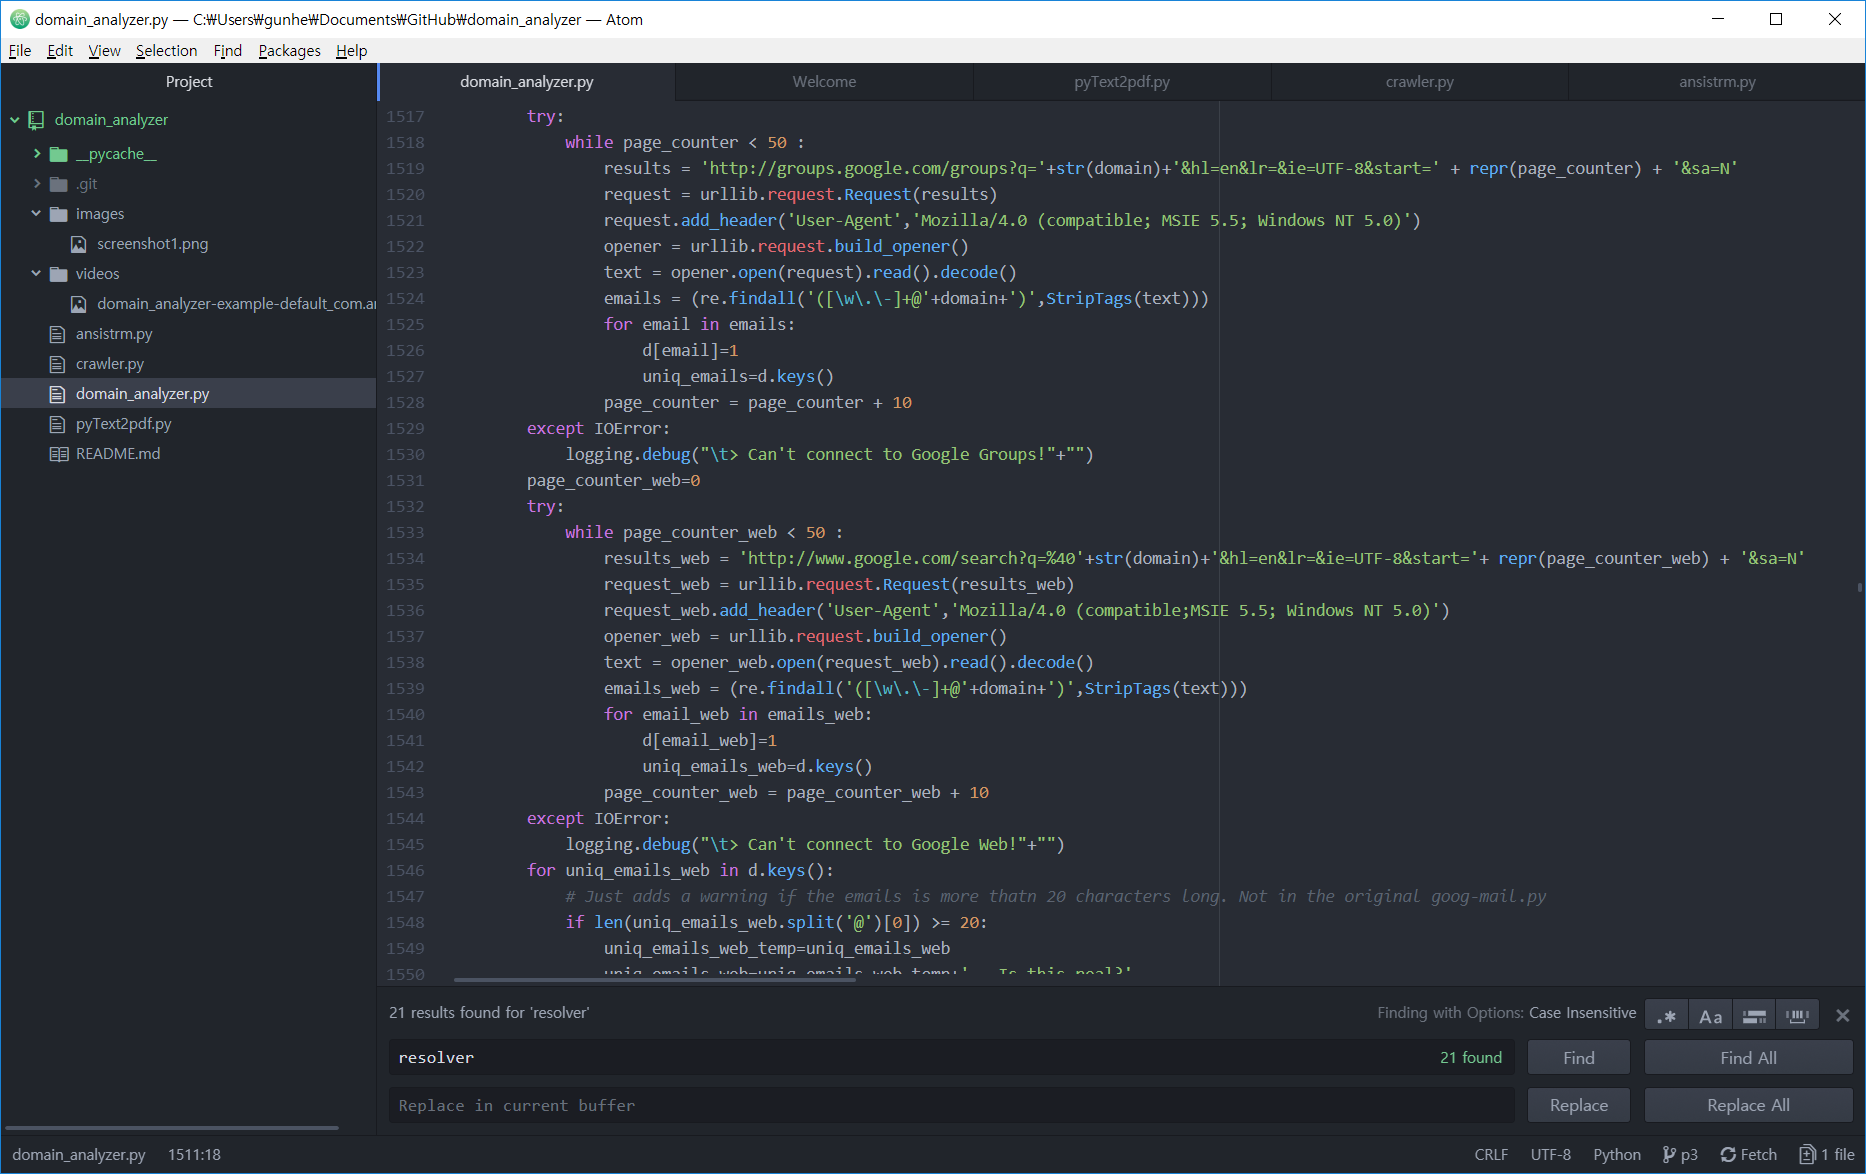 domain_analyzer.py — C:₩Users₩gunhe₩Documents₩GitHub₩domain_analyzer — Atom
File Edit View Selection Find Packages Help
Project
domain_analyzer
__pycache__
.git
images
screenshot1.png
videos
domain_analyzer-example-default_com.ar
ansistrm.py
crawler.py
domain_analyzer.py
pyText2pdf.py
README.md
domain_analyzer.py Welcome pyText2pdf.py crawler.py ansistrm.py
1517 try:
1518 while page_counter < 50 :
1519 results = 'http://groups.google.com/groups?q='+str(domain)+'&hl=en&lr=&ie=UTF-8&start=' + repr(page_counter) + '&sa=N'
1520 request = urllib.request.Request(results)
1521 request.add_header('User-Agent','Mozilla/4.0 (compatible; MSIE 5.5; Windows NT 5.0)')
1522 opener = urllib.request.build_opener()
1523 text = opener.open(request).read().decode()
1524 emails = (re.findall('([\w\.\-]+@'+domain+')',StripTags(text)))
1525 for email in emails:
1526 d[email]=1
1527 uniq_emails=d.keys()
1528 page_counter = page_counter + 10
1529 except IOError:
1530 logging.debug("\t> Can't connect to Google Groups!"+"")
1531 page_counter_web=0
1532 try:
1533 while page_counter_web < 50 :
1534 results_web = 'http://www.google.com/search?q=%40'+str(domain)+'&hl=en&lr=&ie=UTF-8&start='+ repr(page_counter_web) + '&sa=N'
1535 request_web = urllib.request.Request(results_web)
1536 request_web.add_header('User-Agent','Mozilla/4.0 (compatible;MSIE 5.5; Windows NT 5.0)')
1537 opener_web = urllib.request.build_opener()
1538 text = opener_web.open(request_web).read().decode()
1539 emails_web = (re.findall('([\w\.\-]+@'+domain+')',StripTags(text)))
1540 for email_web in emails_web:
1541 d[email_web]=1
1542 uniq_emails_web=d.keys()
1543 page_counter_web = page_counter_web + 10
1544 except IOError:
1545 logging.debug("\t> Can't connect to Google Web!"+"")
1546 for uniq_emails_web in d.keys():
1547 # Just adds a warning if the emails is more thatn 20 characters long. Not in the original goog-mail.py
1548 if len(uniq_emails_web.split('@')[0]) >= 20:
1549 uniq_emails_web_temp=uniq_emails_web
1550 uniq_emails_web=uniq_emails_web_temp+' Is this real?'
21 results found for 'resolver'
Finding with Options: Case Insensitive
.* Aa
resolver
21 found
Find
Find All
Replace in current buffer
Replace
Replace All
domain_analyzer.py 1511:18
CRLF UTF-8 Python p3 Fetch 1 file